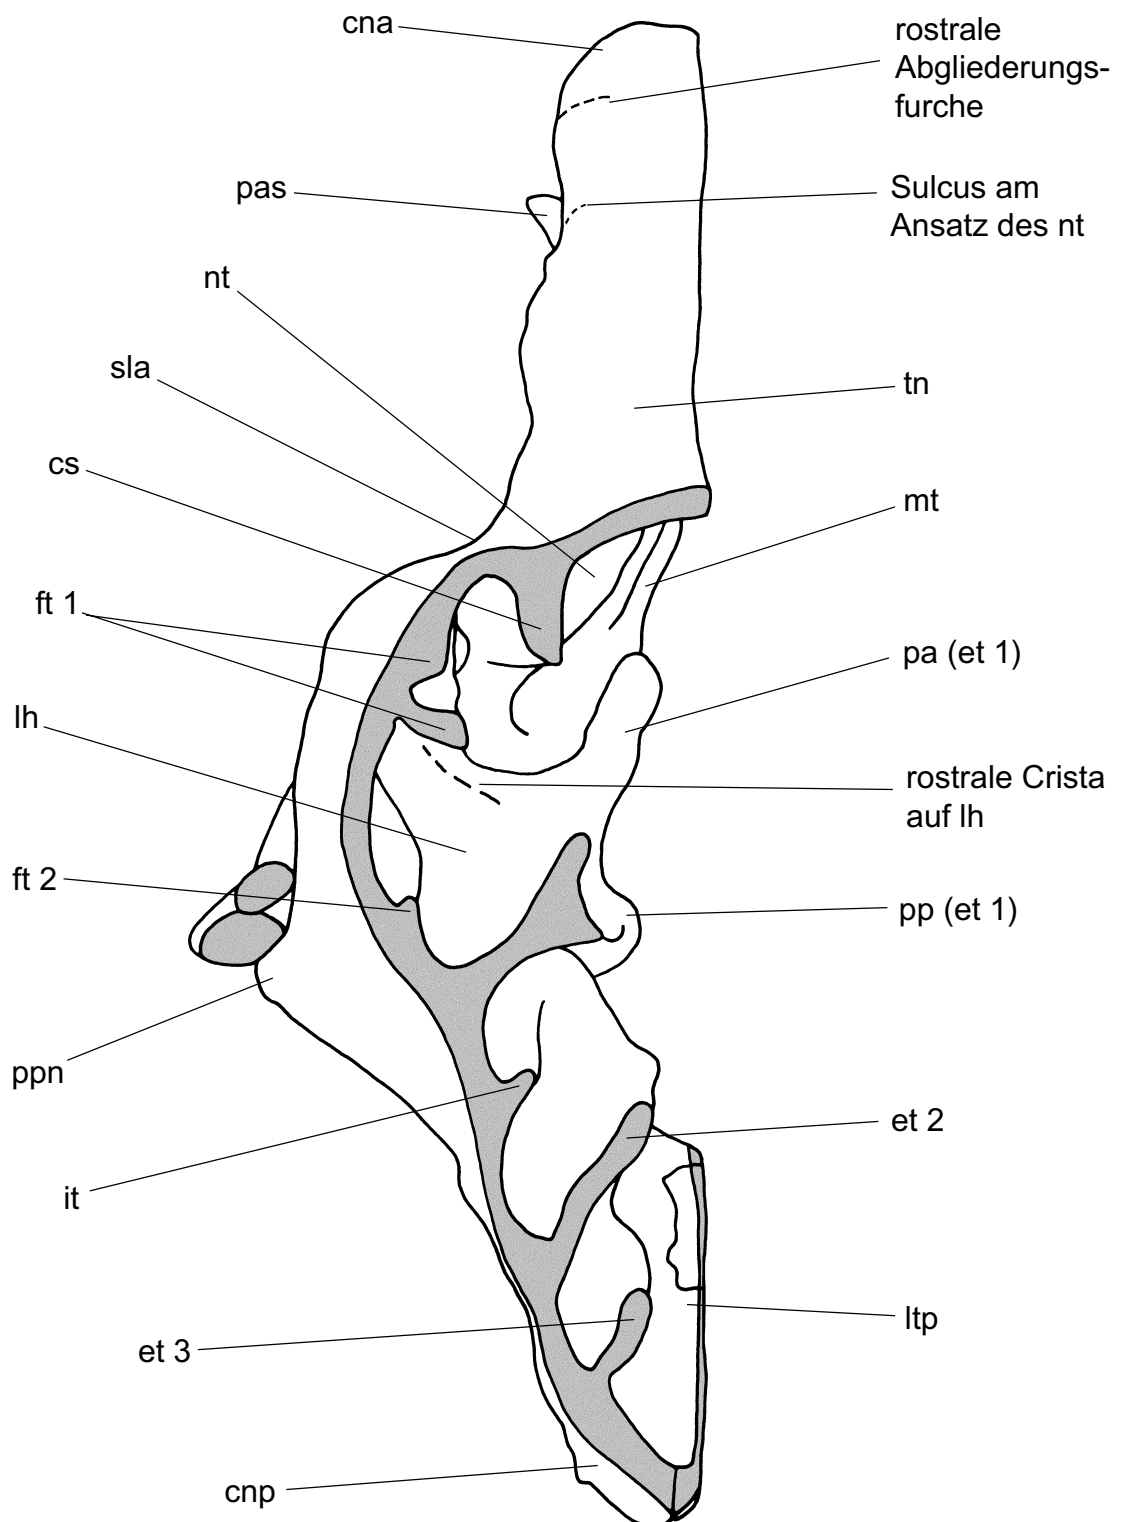 cna
rostrale
Abgliederungs-
furche
pas
Sulcus am
Ansatz des nt
nt
sla
tn
cs
mt
ft 1
pa (et 1)
lh
rostrale Crista
auf lh
ft 2
pp (et 1)
ppn
et 2
it
ltp
et 3
cnp